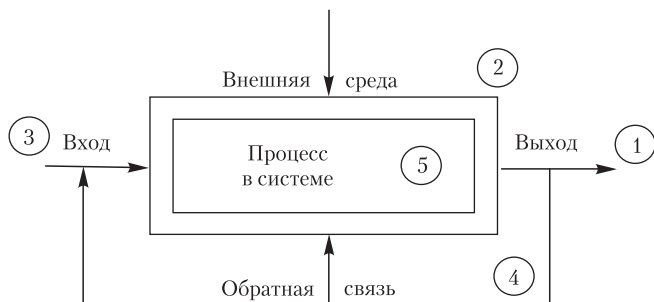 2
Внешняя среда
3
Вход
Выход
1
Процесс
в системе
5
Обратная связь
4